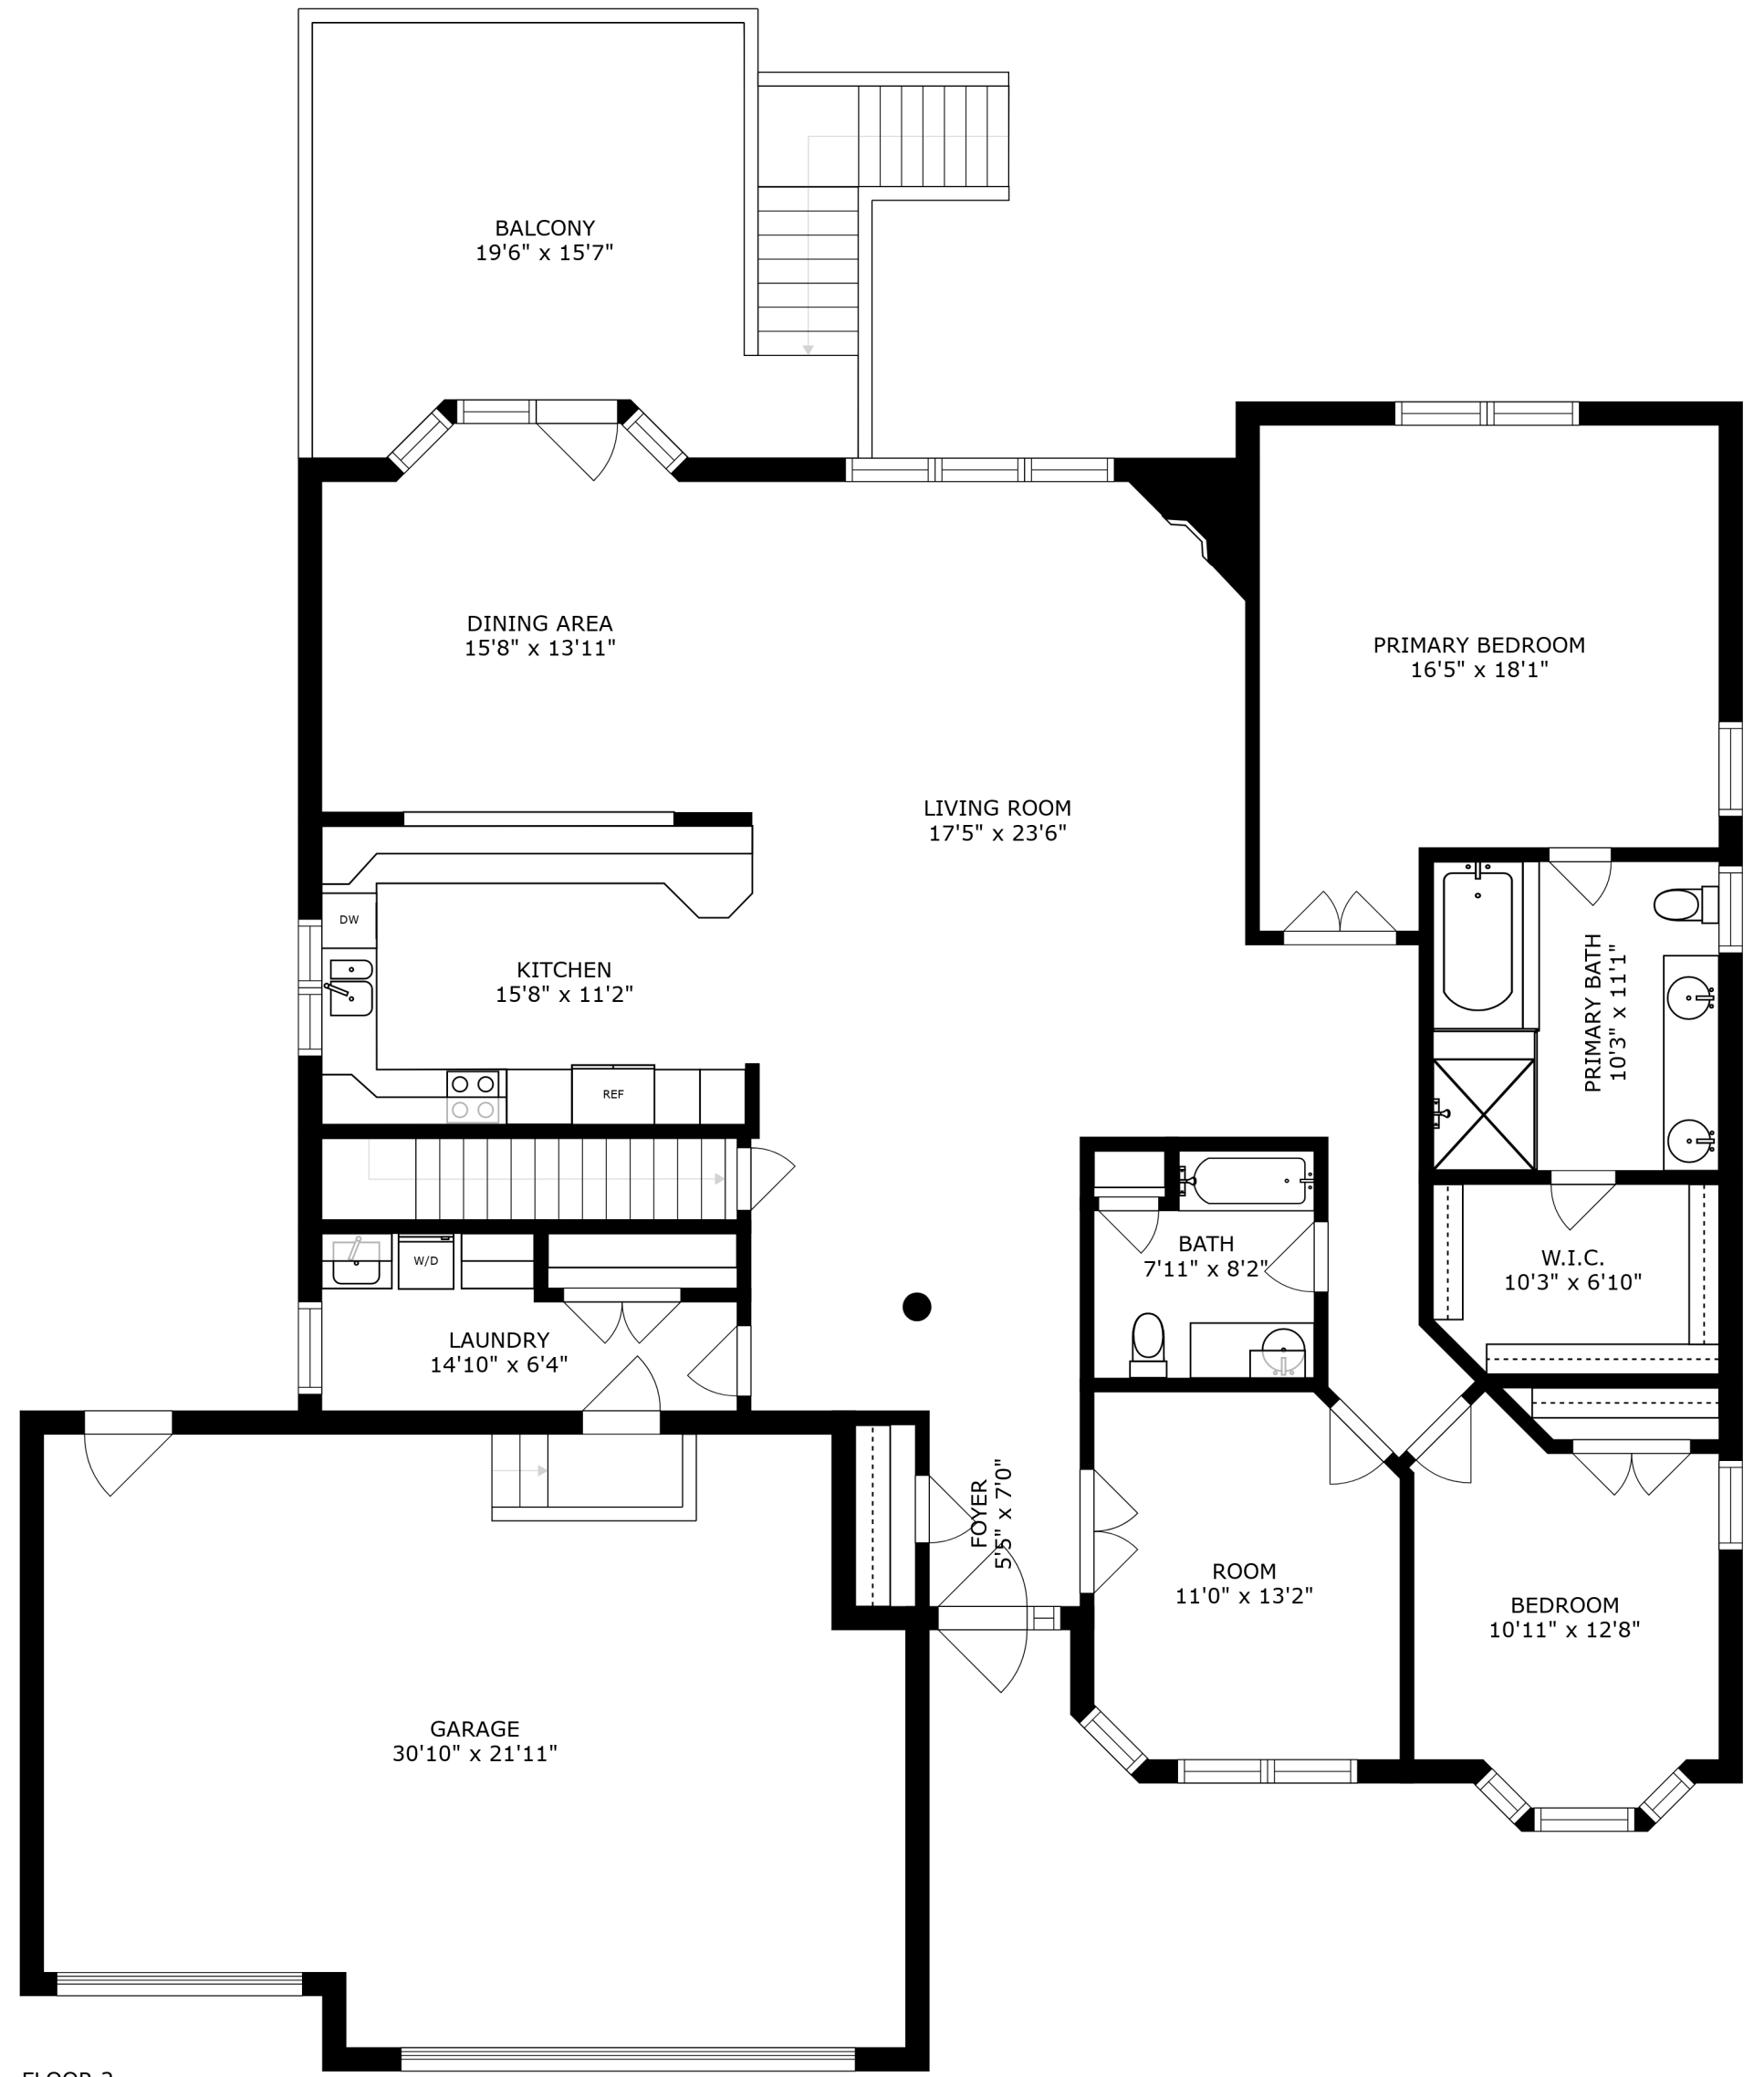 BALCONY
19'6" x 15'7"
DINING AREA
15'8" x 13'11"
PRIMARY BEDROOM
16'5" x 18'1"
LIVING ROOM
17'5" x 23'6"
DW
KITCHEN
15'8" x 11'2"
REF
PRIMARY BATH
10'3" x 11'1"
BATH
7'11" x 8'2"
W.I.C.
10'3" x 6'10"
W/D
LAUNDRY
14'10" x 6'4"
FOYER
5'5" x 7'0"
ROOM
11'0" x 13'2"
BEDROOM
10'11" x 12'8"
GARAGE
30'10" x 21'11"
FLOOR 2